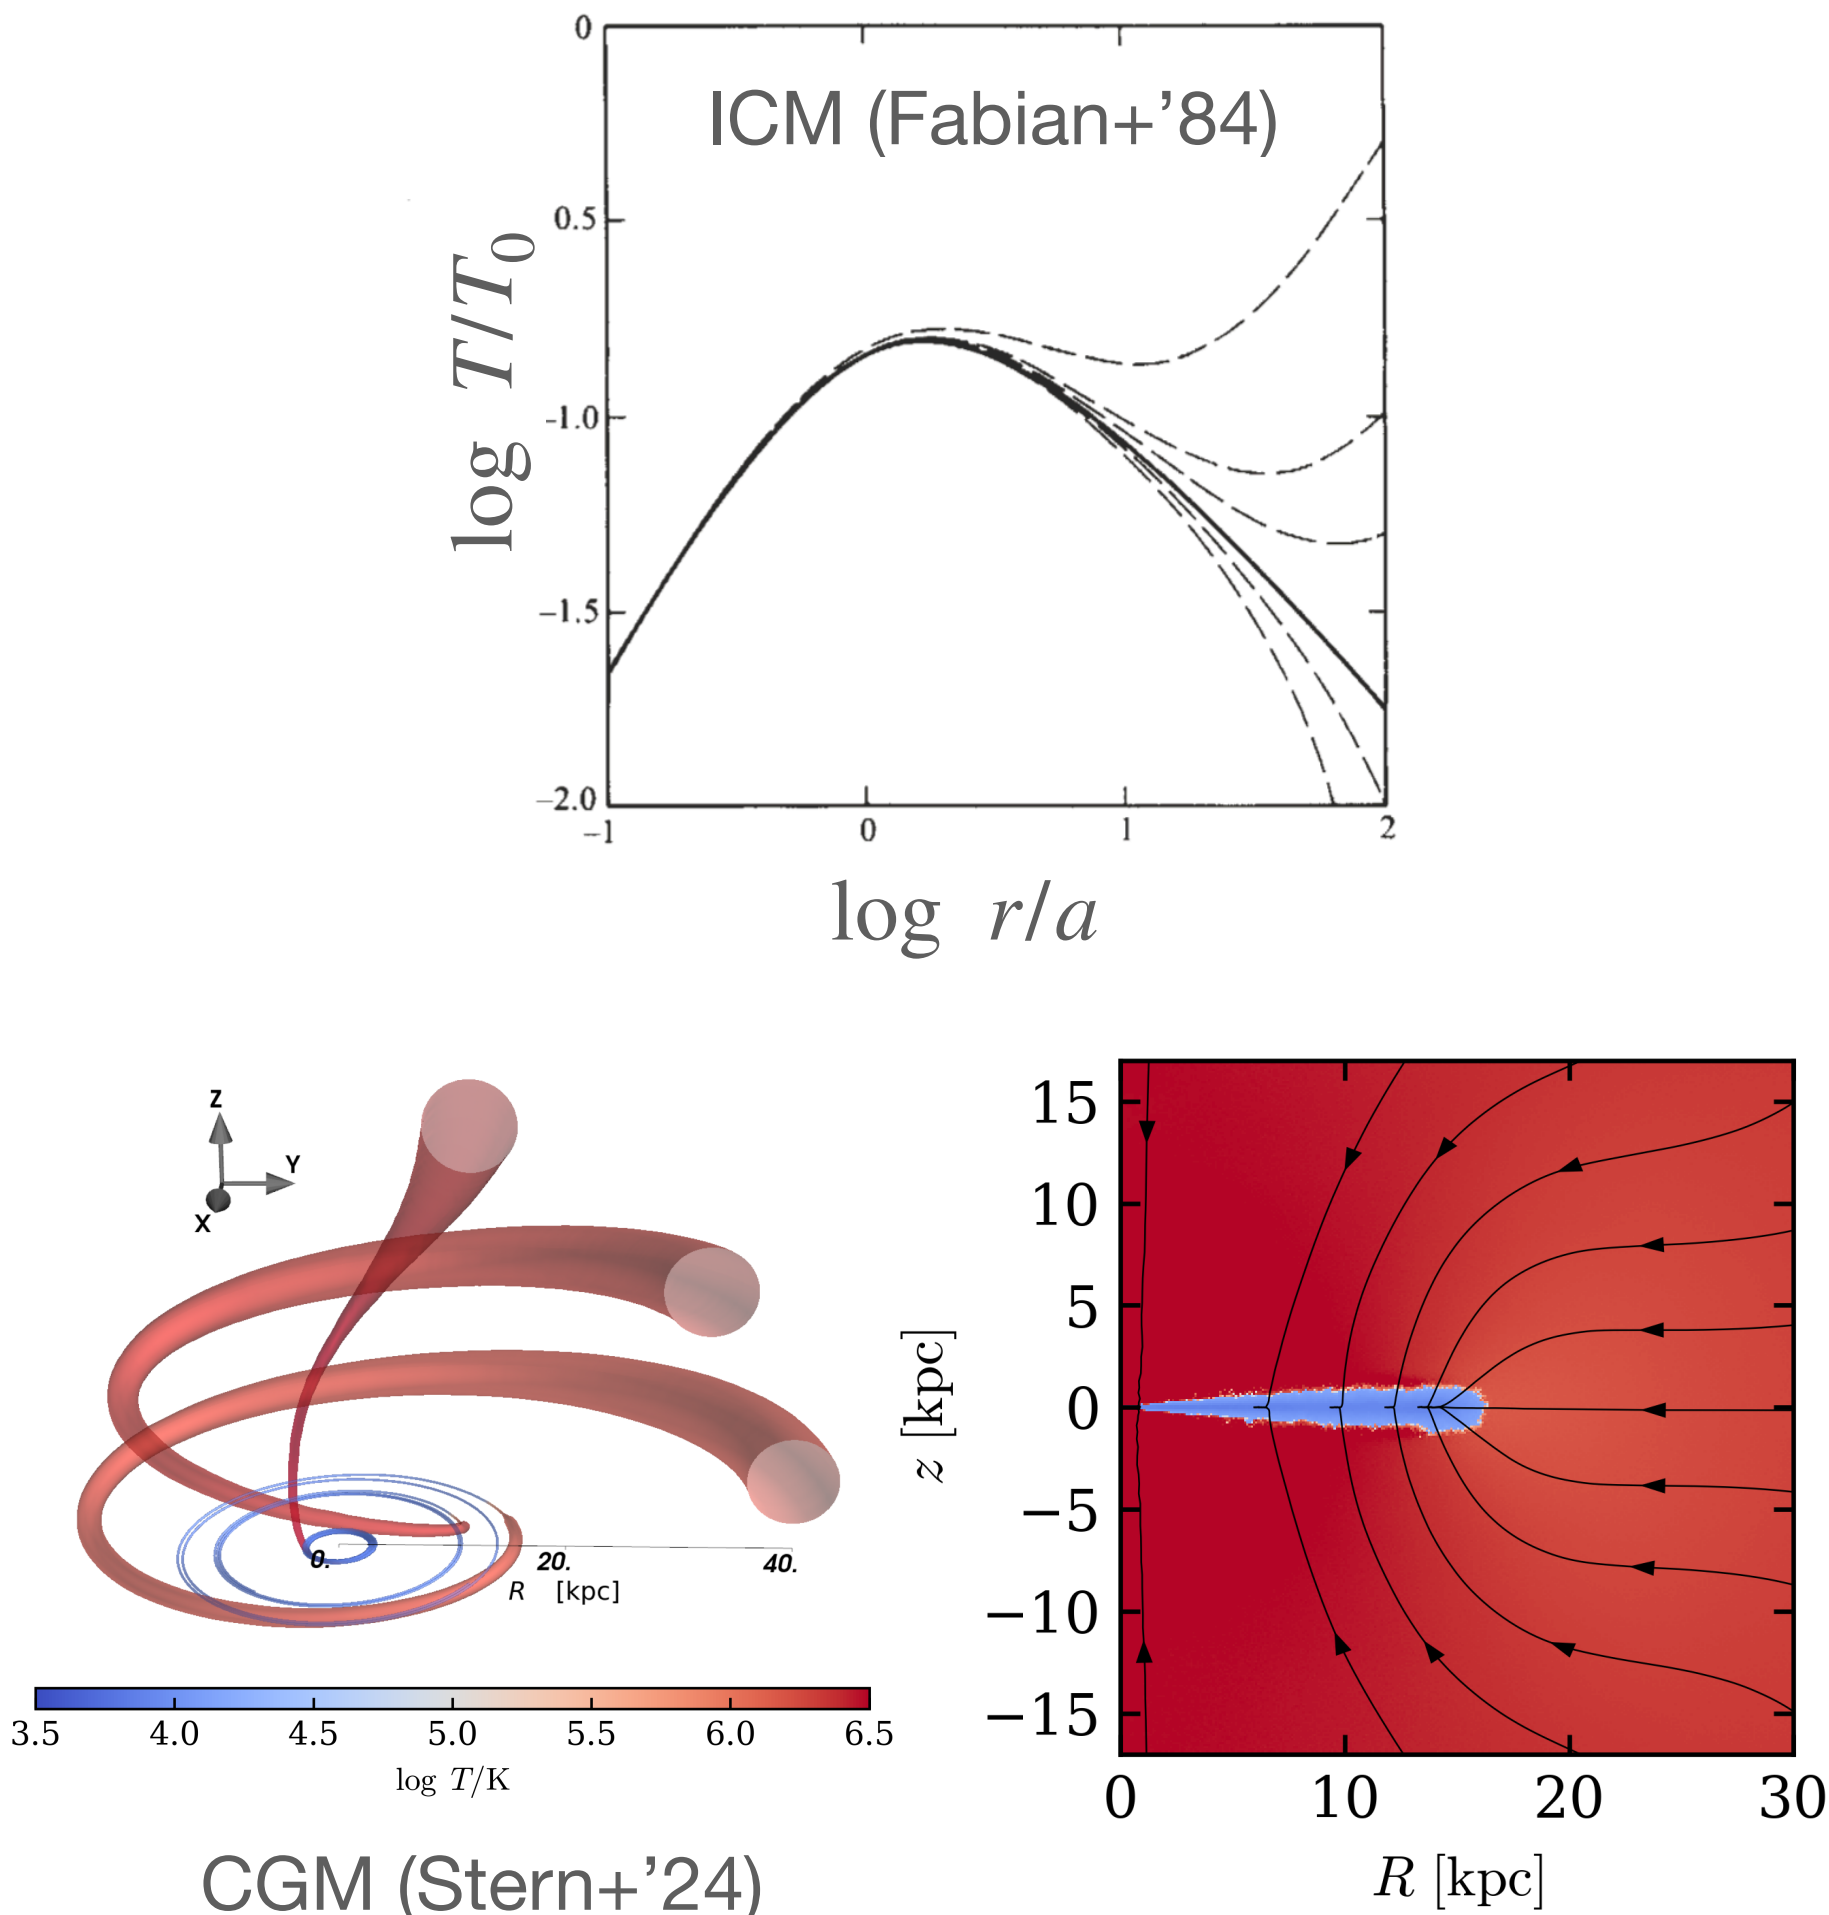 0
ICM (Fabian+’84)
0.5
-1.0
−1.5
−2.0
log T/T0
−1
0
1
2
log r/a
Z
Y
X
0.
20.
40.
R [kpc]
3.5
4.0
4.5
5.0
5.5
6.0
6.5
log T/K
CGM (Stern+’24)
15
10
5
0
−5
−10
−15
z [kpc]
0
10
20
30
R [kpc]